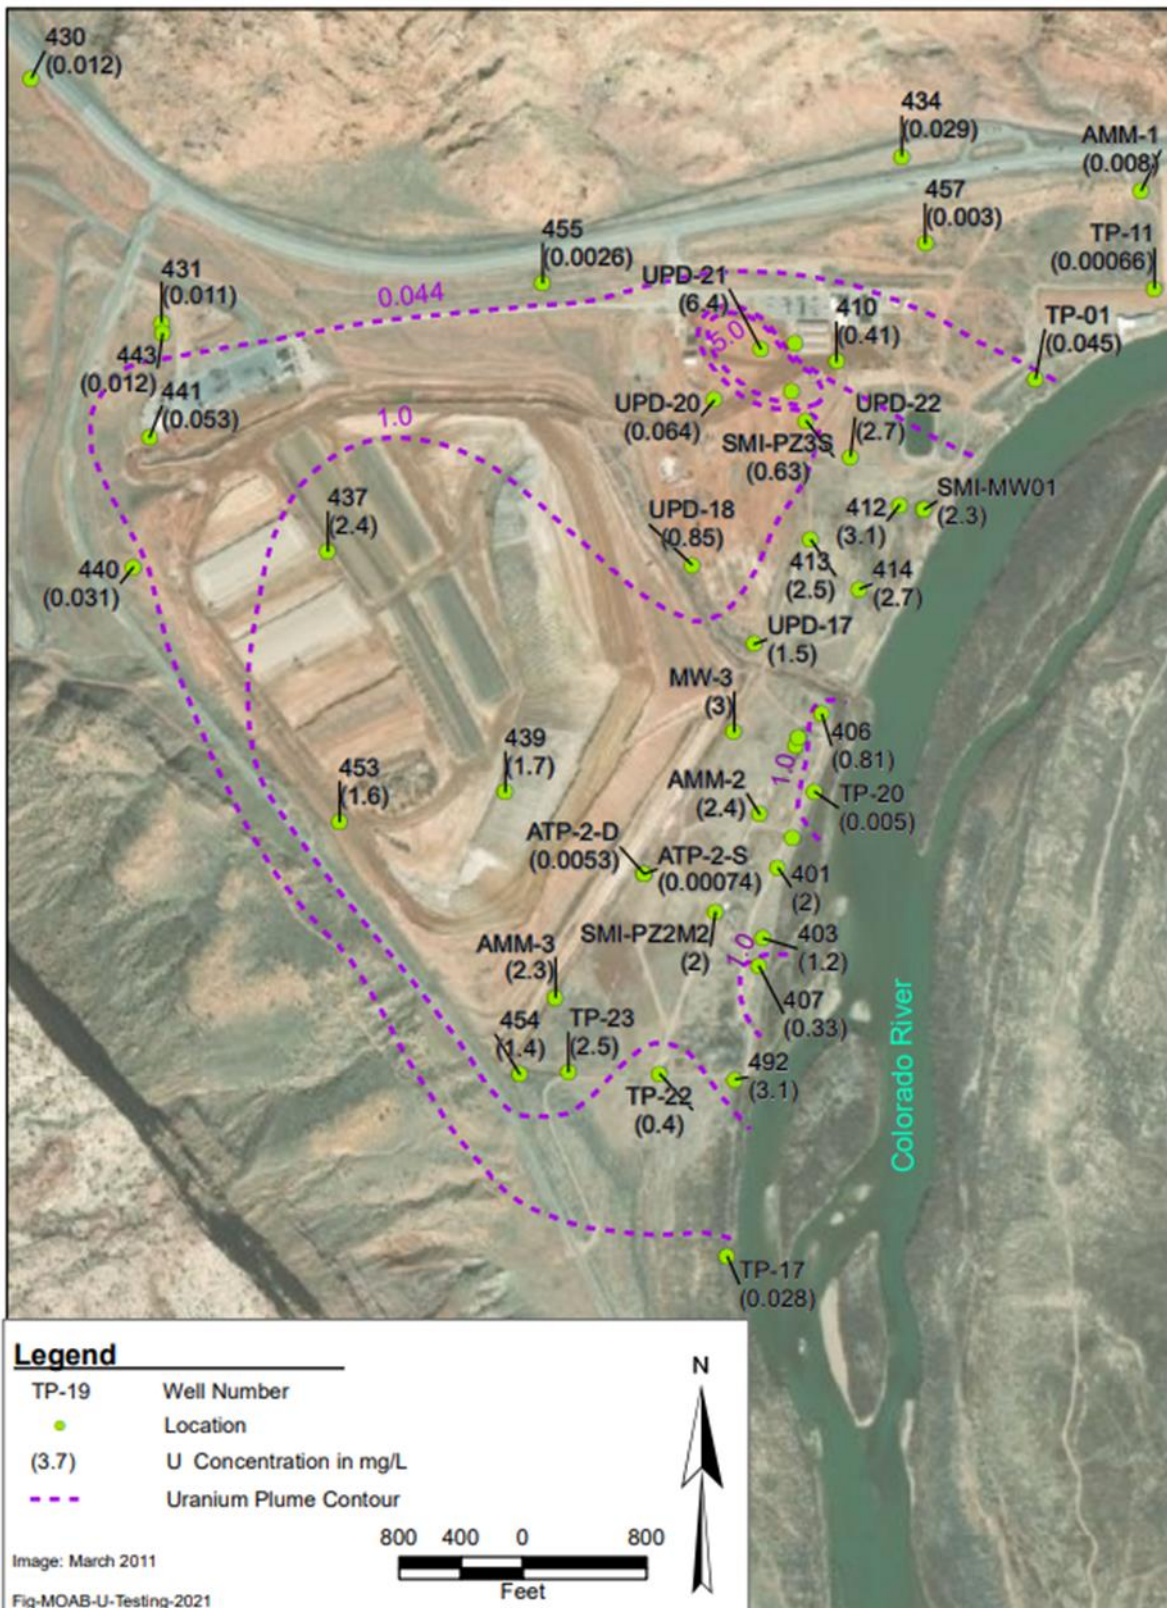 430
(0.012)
434
(0.029)
AMM-1
(0.008)
457
(0.003)
455
(0.0026)
TP-11
(0.00066)
431
(0.011)
UPD-21
(6.4)
0.044
410
(0.41)
TP-01
(0.045)
5.0
443
(0.012)
441
(0.053)
1.0
UPD-20
(0.064)
UPD-22
(2.7)
SMI-PZ3S
(0.63)
437
(2.4)
UPD-18
(0.85)
412
(3.1)
SMI-MW01
(2.3)
440
(0.031)
413
(2.5)
414
(2.7)
UPD-17
(1.5)
MW-3
(3)
406
(0.81)
439
(1.7)
453
(1.6)
1.0
AMM-2
(2.4)
TP-20
(0.005)
ATP-2-D
(0.0053)
ATP-2-S
(0.00074)
401
(2)
SMI-PZ2M2
(2)
1.0
403
(1.2)
AMM-3
(2.3)
407
(0.33)
454
(1.4)
TP-23
(2.5)
492
(3.1)
TP-22
(0.4)
Colorado River
TP-17
(0.028)
Legend
TP-19 Well Number
Location
(3.7) U Concentration in mg/L
Uranium Plume Contour
N
800 400 0 800
Feet
Image: March 2011
Fig-MOAB-U-Testing-2021